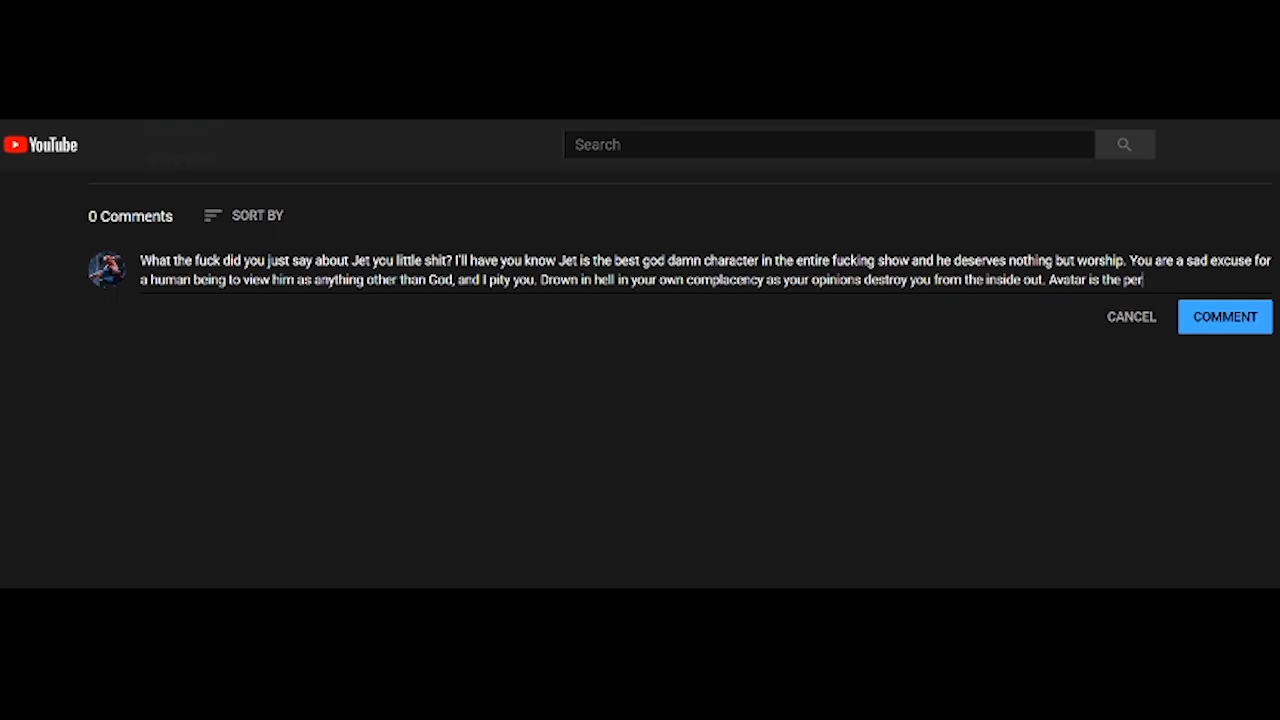 YouTube
Search
0 Comments
SORT BY
What the fuck did you just say about Jet you little shit? I'll have you know Jet is the best god damn character in the entire fucking show and he deserves nothing but worship. You are a sad excuse for
a human being to view him as anything other than God, and I pity you. Drown in hell in your own complacency as your opinions destroy you from the inside out. Avatar is the per
CANCEL
COMMENT